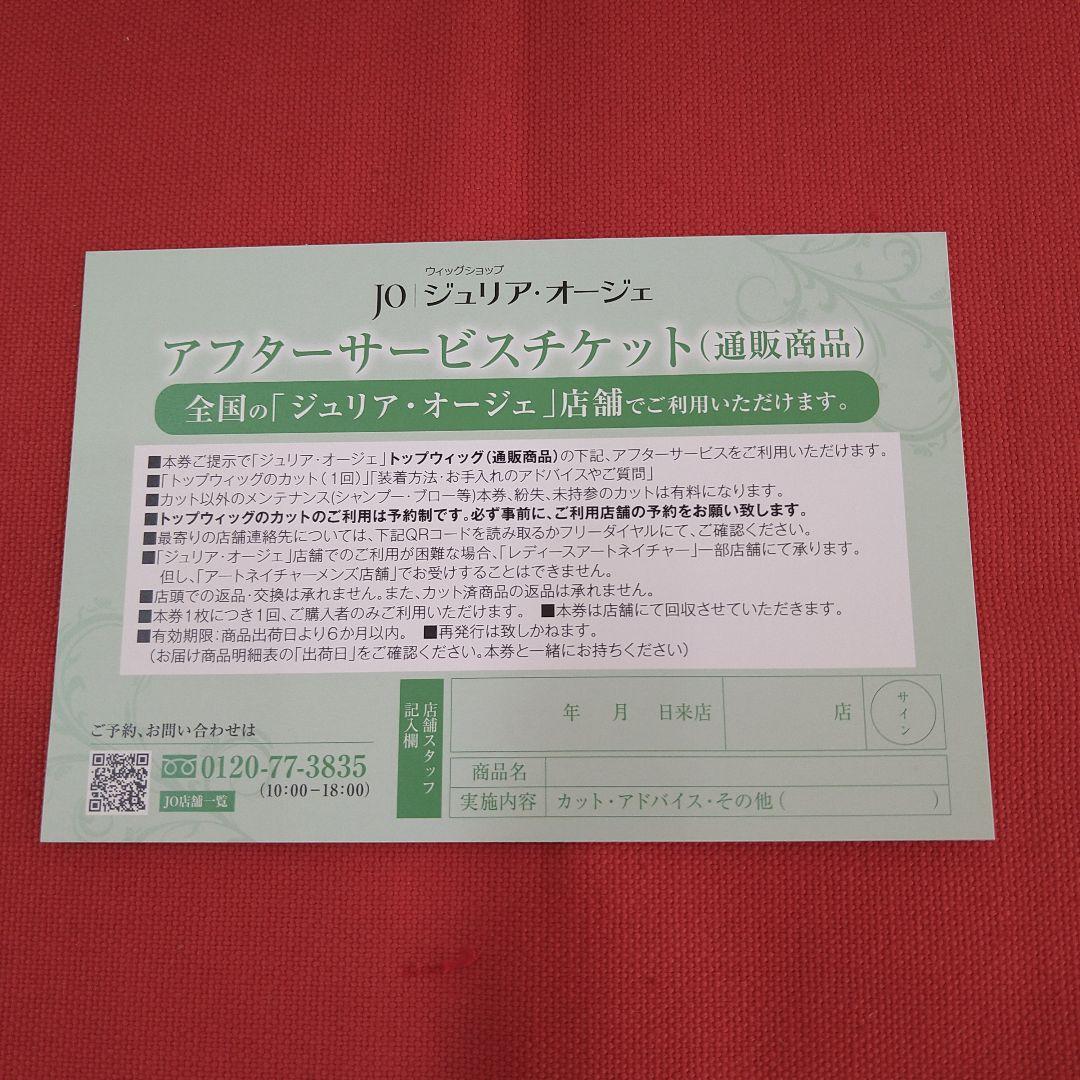 ウィッグショップ
JO ジュリア・オージェ
アフターサービスチケット(通販商品)
全国の「ジュリア・オージェ」店舗でご利用いただけます。
■本券ご提示で「ジュリア・オージェ」トップウィッグ(通販商品)の下記、アフターサービスをご利用いただけます。
■「トップウィッグのカット(1回)」「装着方法・お手入れのアドバイスやご質問」
■カット以外のメンテナンス(シャンプー・ブロー等)本券、紛失、未持参のカットは有料になります。
■トップウィッグのカットのご利用は予約制です。必ず事前に、ご利用店舗の予約をお願い致します。
■最寄りの店舗連絡先については、下記QRコードを読み取るかフリーダイヤルにて、ご確認ください。
■「ジュリア・オージェ」店舗でのご利用が困難な場合、「レディースアートネイチャー」一部店舗にて承ります。
但し、「アートネイチャーメンズ店舗」でお受けすることはできません。
■店頭での返品・交換は承れません。また、カット済商品の返品は承れません。
■本券1枚につき1回、ご購入者のみご利用いただけます。 ■本券は店舗にて回収させていただきます。
■有効期限：商品出荷日より6か月以内。 ■再発行は致しかねます。
(お届け商品明細表の「出荷日」をご確認ください。本券と一緒にお持ちください)
ご予約、お問い合わせは
0120-77-3835
(10:00-18:00)
JO店舗一覧
店舗スタッフ
記入欄
年 月 日来店 店 サイン
商品名
実施内容 カット・アドバイス・その他( )